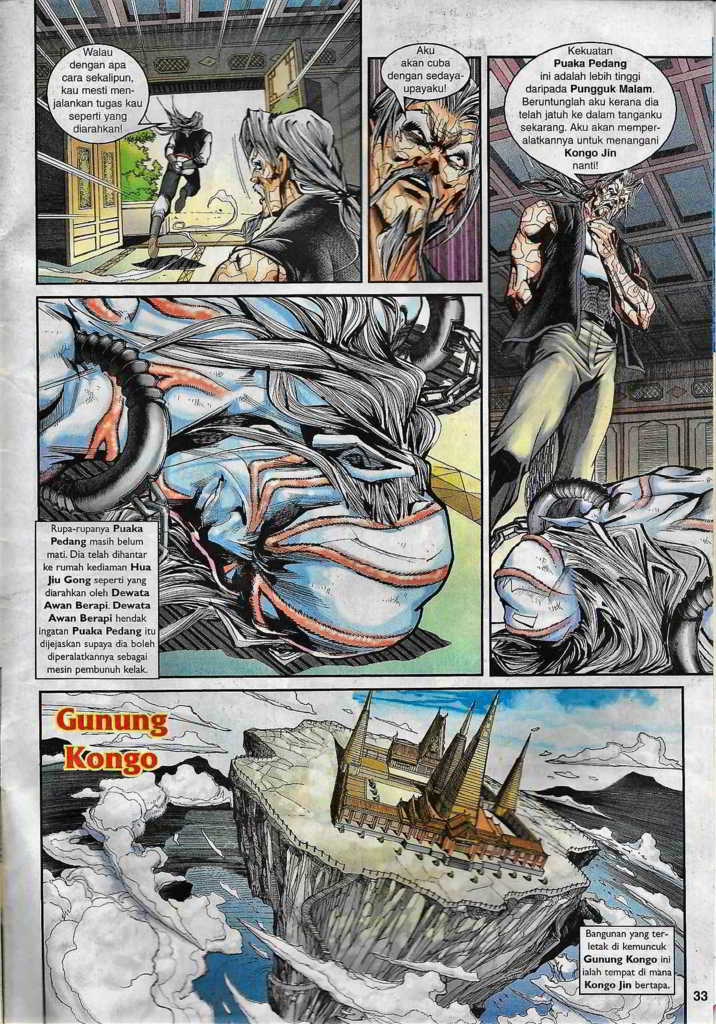 Walau
dengan apa
cara sekalipun,
kau mesti men-
jalankan tugas kau
seperti yang
diarahkan!
Aku
akan cuba
dengan sedaya-
upayaku!
Kekuatan
Puaka Pedang
ini adalah lebih tinggi
daripada Pungguk Malam.
Beruntunglah aku kerana dia
telah jatuh ke dalam tanganku
sekarang. Aku akan memper-
alatkannya untuk menangani
Kongo Jin
nanti!
Rupa-rupanya Puaka
Pedang masih belum
mati. Dia telah dihantar
ke rumah kediaman Hua
Jiu Gong seperti yang
diarahkan oleh Dewata
Awan Berapi. Dewata
Awan Berapi hendak
ingatan Puaka Pedang itu
dijejaskan supaya dia boleh
diperalatkannya sebagai
mesin pembunuh kelak.
Gunung
Kongo
Bangunan yang ter-
letak di kemuncuk
Gunung Kongo ini
ialah tempat di mana
Kongo Jin bertapa.
33